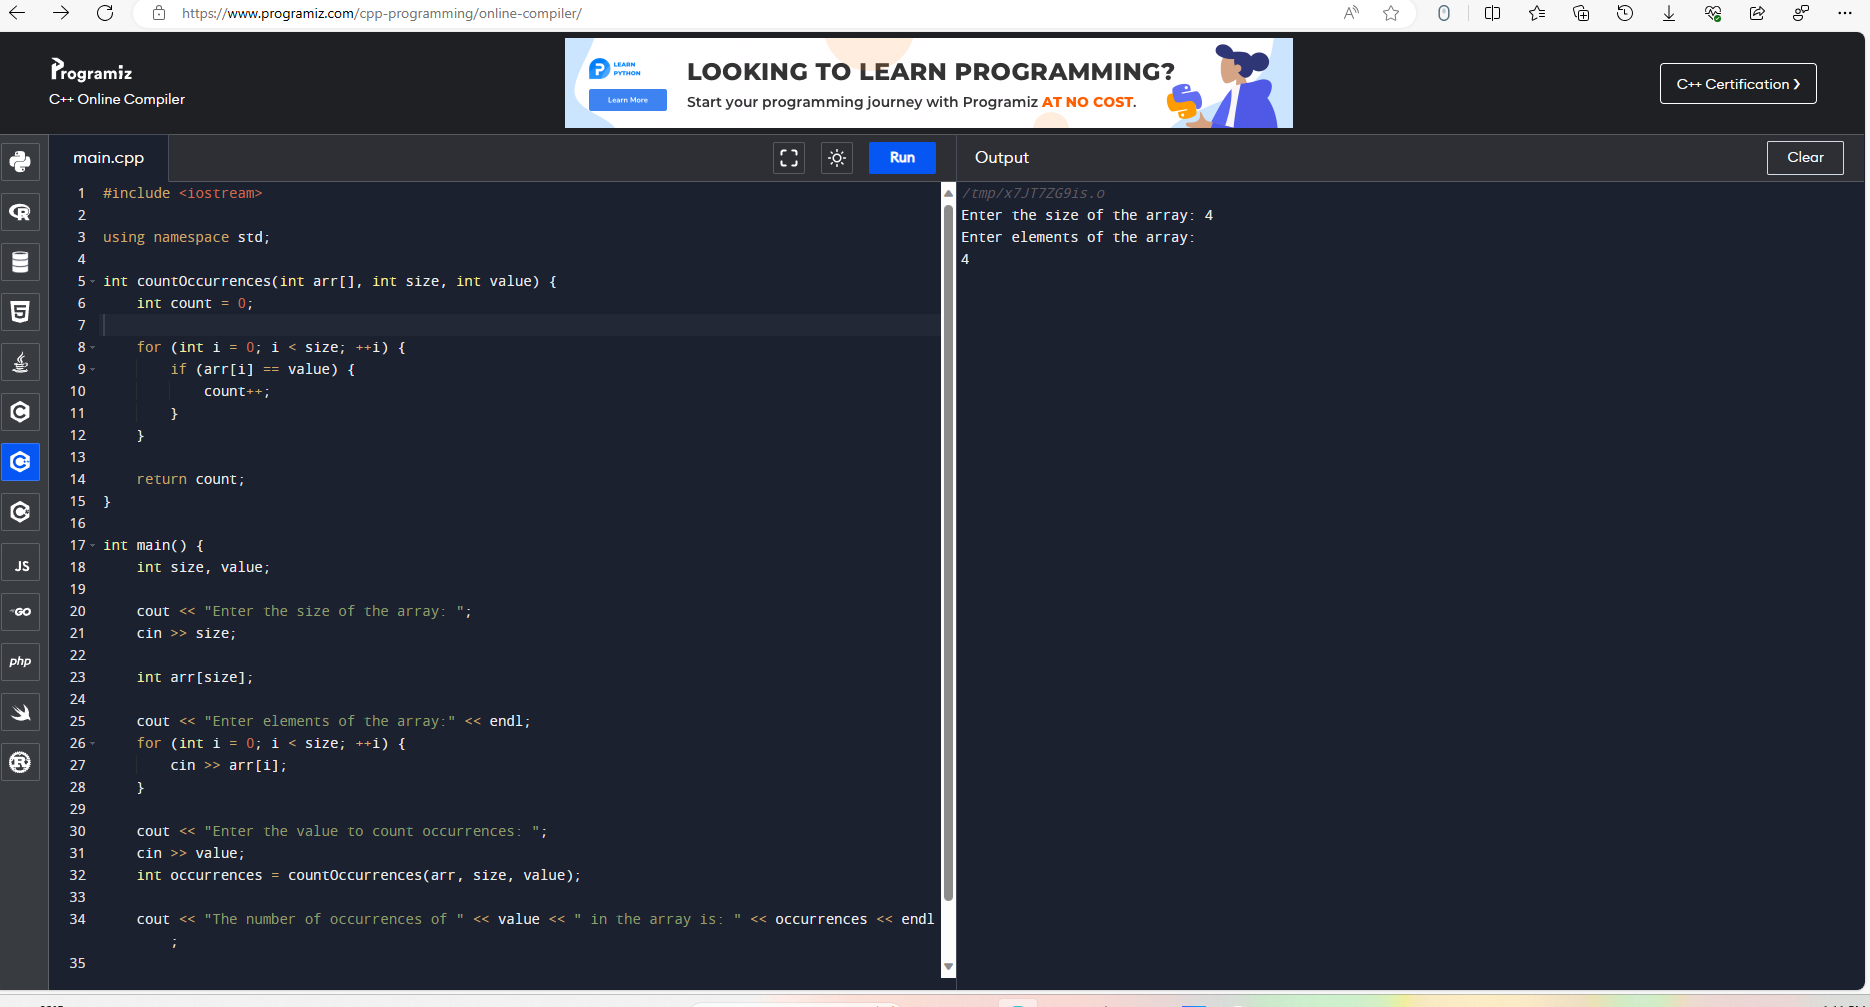 https://www.programiz.com/cpp-programming/online-compiler/
Programiz
C++ Online Compiler
LEARN
PYTHON
Learn More
LOOKING TO LEARN PROGRAMMING?
Start your programming journey with Programiz AT NO COST.
C++ Certification
main.cpp
Run
Output
Clear
1 #include <iostream>
2
3 using namespace std;
4
5 int countOccurrences(int arr[], int size, int value) {
6 int count = 0;
7
8 for (int i = 0; i < size; ++i) {
9 if (arr[i] == value) {
10 count++;
11 }
12 }
13
14 return count;
15 }
16
17 int main() {
18 int size, value;
19
20 cout << "Enter the size of the array: ";
21 cin >> size;
22
23 int arr[size];
24
25 cout << "Enter elements of the array:" << endl;
26 for (int i = 0; i < size; ++i) {
27 cin >> arr[i];
28 }
29
30 cout << "Enter the value to count occurrences: ";
31 cin >> value;
32 int occurrences = countOccurrences(arr, size, value);
33
34 cout << "The number of occurrences of " << value << " in the array is: " << occurrences << endl
;
35
/tmp/x7JT7ZG9is.o
Enter the size of the array: 4
Enter elements of the array:
4
JS
GO
php